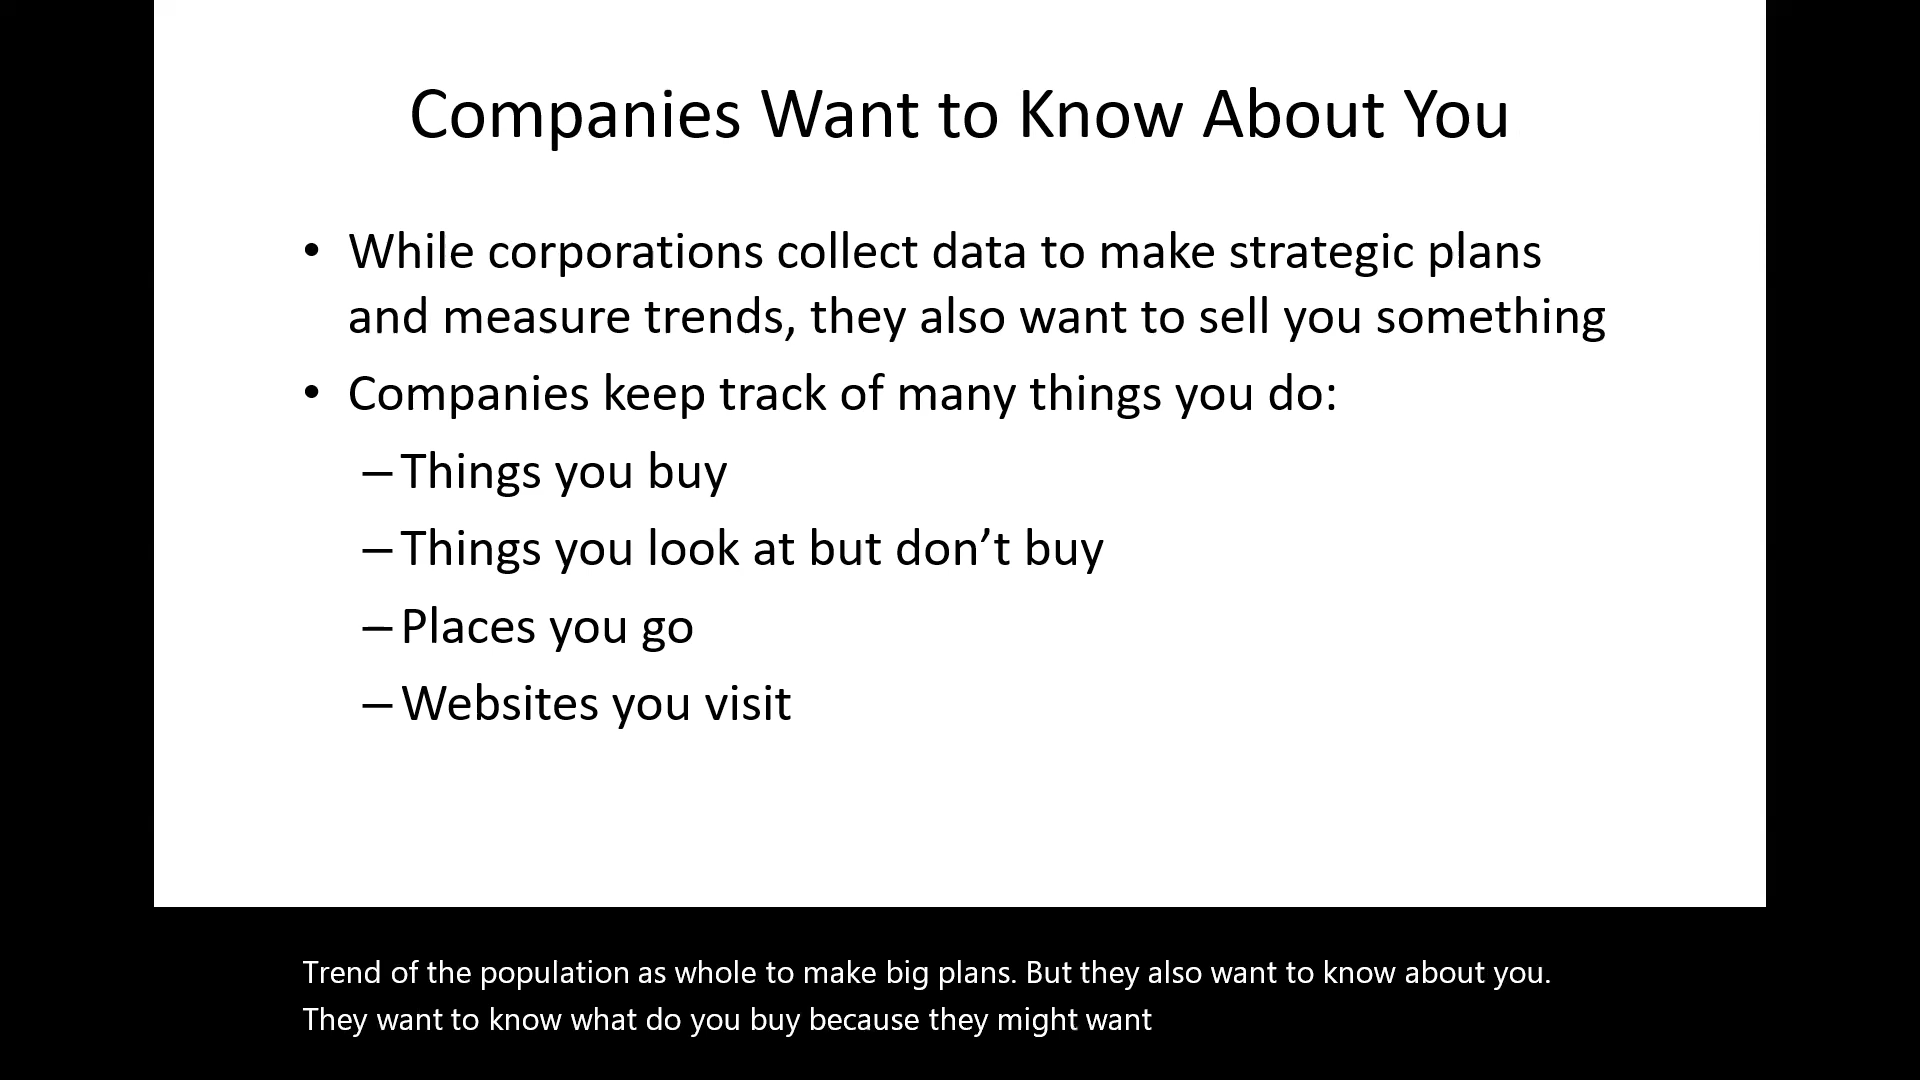 Companies Want to Know About You
• While corporations collect data to make strategic plans
and measure trends, they also want to sell you something
• Companies keep track of many things you do:
– Things you buy
– Things you look at but don’t buy
– Places you go
– Websites you visit
Trend of the population as whole to make big plans. But they also want to know about you.
They want to know what do you buy because they might want